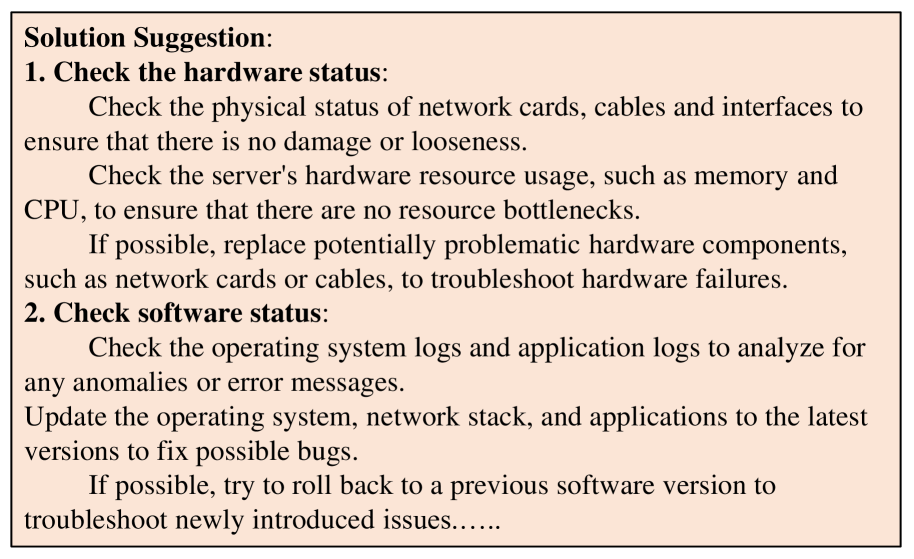 Solution Suggestion:
1. Check the hardware status:
Check the physical status of network cards, cables and interfaces to
ensure that there is no damage or looseness.
Check the server's hardware resource usage, such as memory and
CPU, to ensure that there are no resource bottlenecks.
If possible, replace potentially problematic hardware components,
such as network cards or cables, to troubleshoot hardware failures.
2. Check software status:
Check the operating system logs and application logs to analyze for
any anomalies or error messages.
Update the operating system, network stack, and applications to the latest
versions to fix possible bugs.
If possible, try to roll back to a previous software version to
troubleshoot newly introduced issues.…..